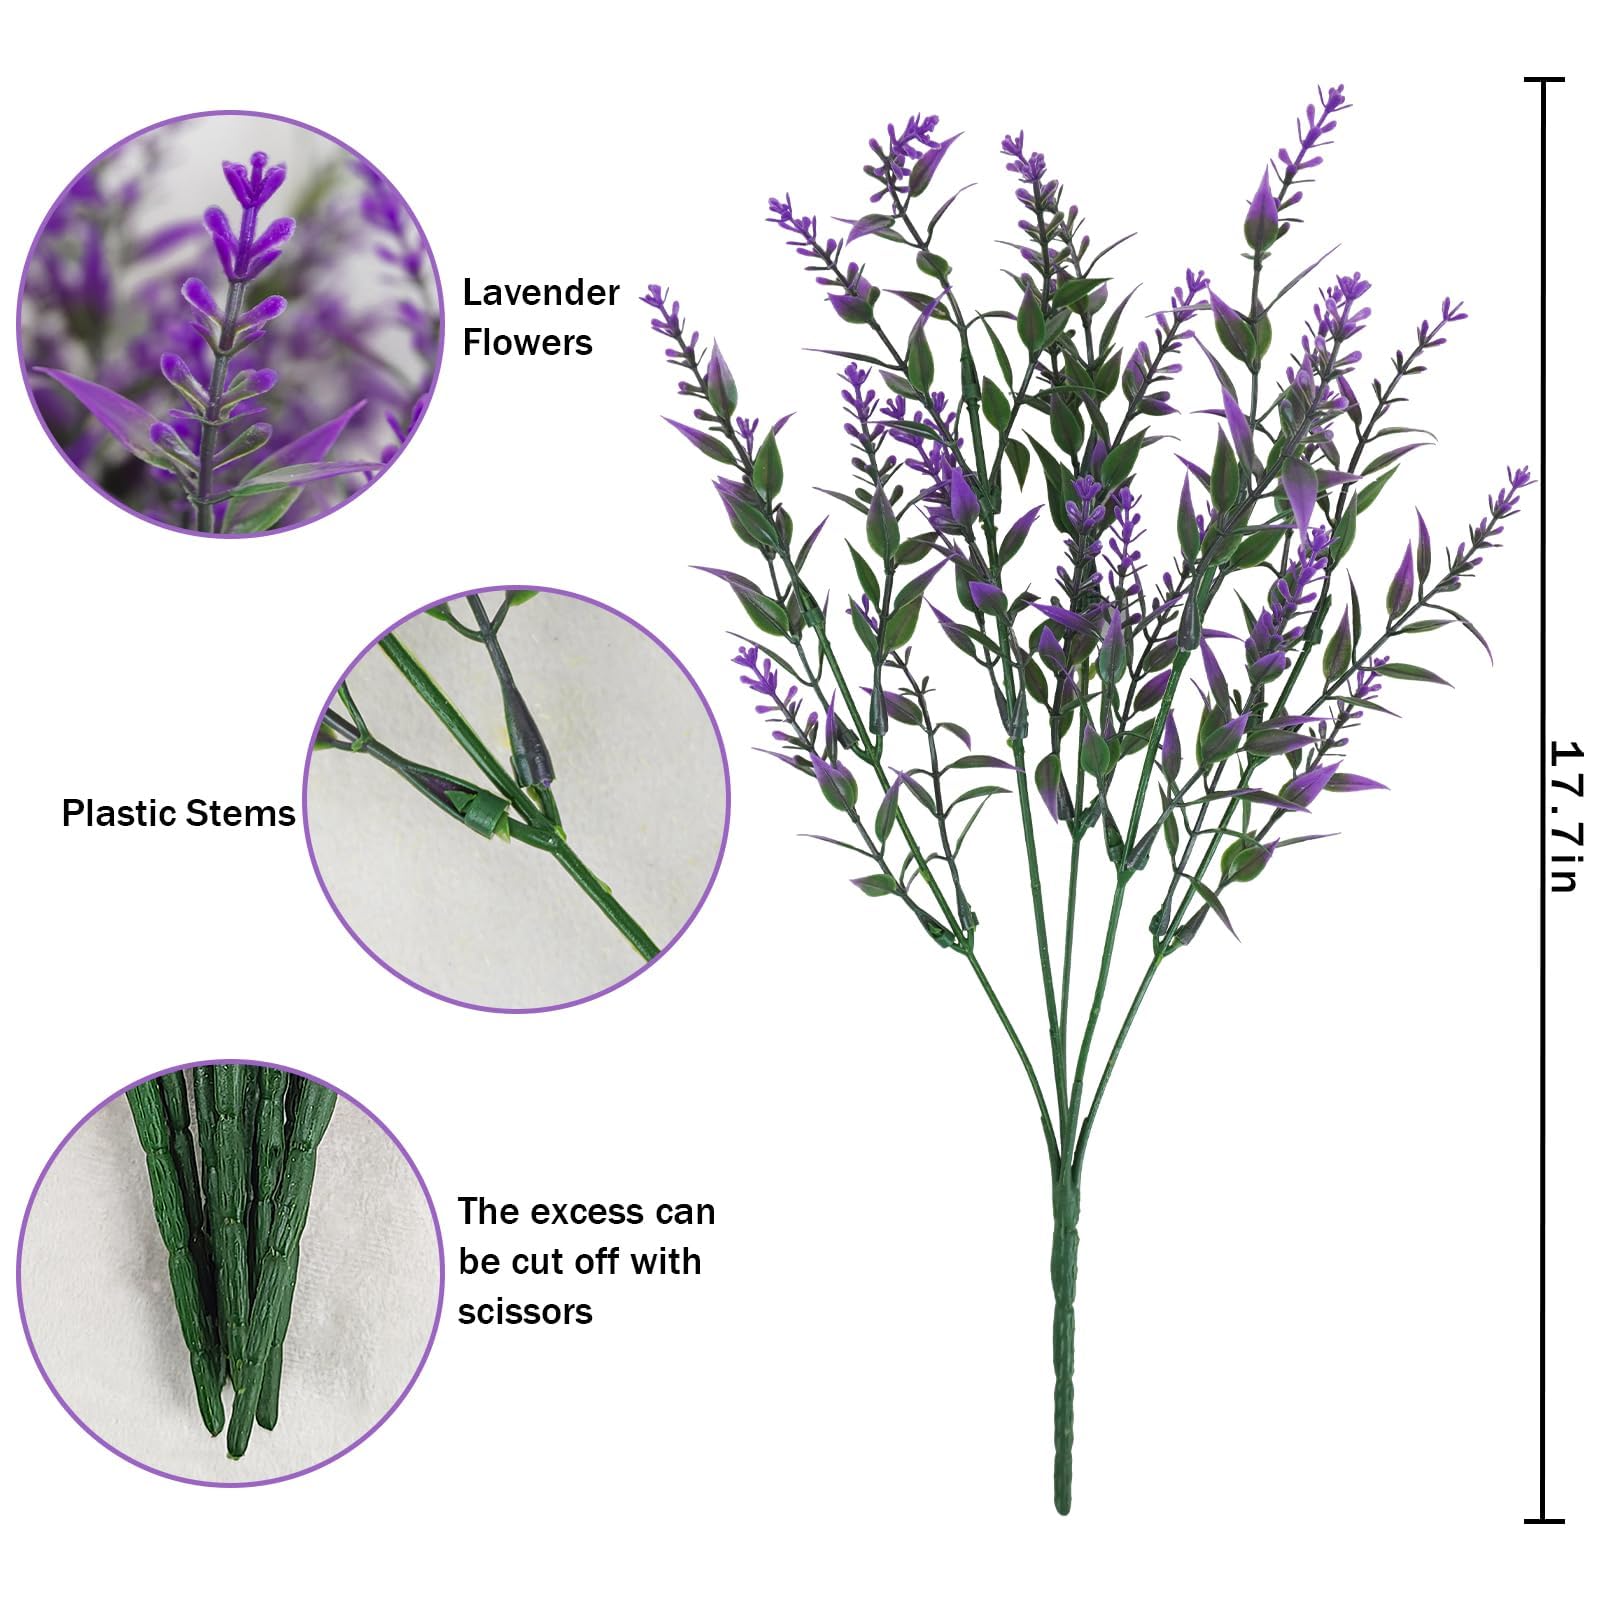 Lavender
Flowers
Plastic Stems
The excess can
be cut off with
scissors
17.7in